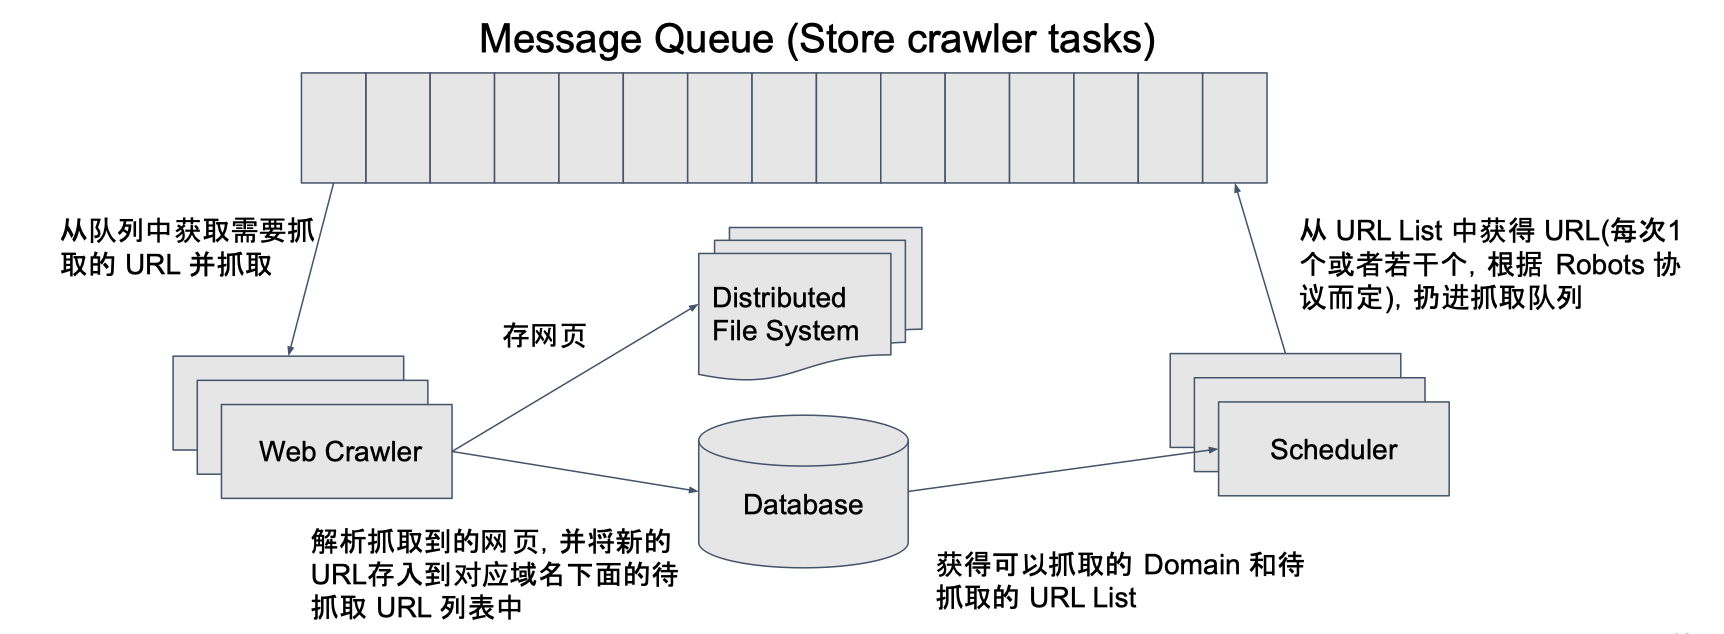 Message Queue (Store crawler tasks)
从队列中获取需要抓
取的 URL 并抓取
从 URL List 中获得 URL(每次1
个或者若干个, 根据 Robots 协
议而定), 扔进抓取队列
Distributed
File System
存网页
Web Crawler
Scheduler
Database
解析抓取到的网页, 并将新的
URL存入到对应域名下面的待
抓取 URL 列表中
获得可以抓取的 Domain 和待
抓取的 URL List